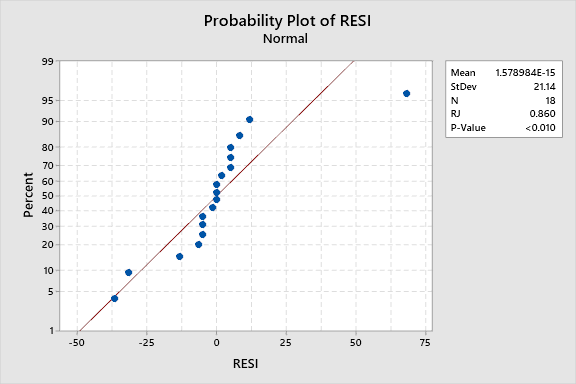 Probability Plot of RESI
Normal
99
95
90
80
70
60
50
40
30
20
10
5
1
Percent
-50 -25 0 25 50 75
RESI
Mean 1.578984E-15
StDev 21.14
N 18
RJ 0.860
P-Value <0.010